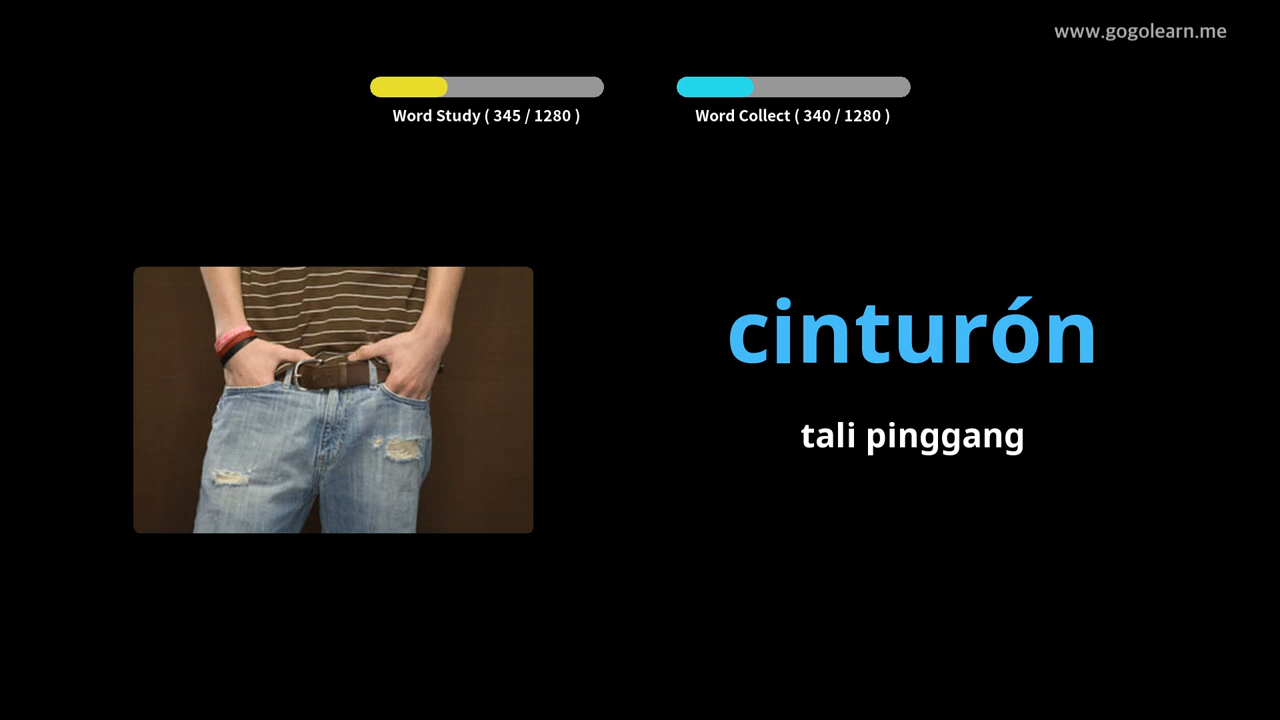 www.gogolearn.me
Word Study ( 345 / 1280 )
Word Collect ( 340 / 1280 )
cinturón
tali pinggang